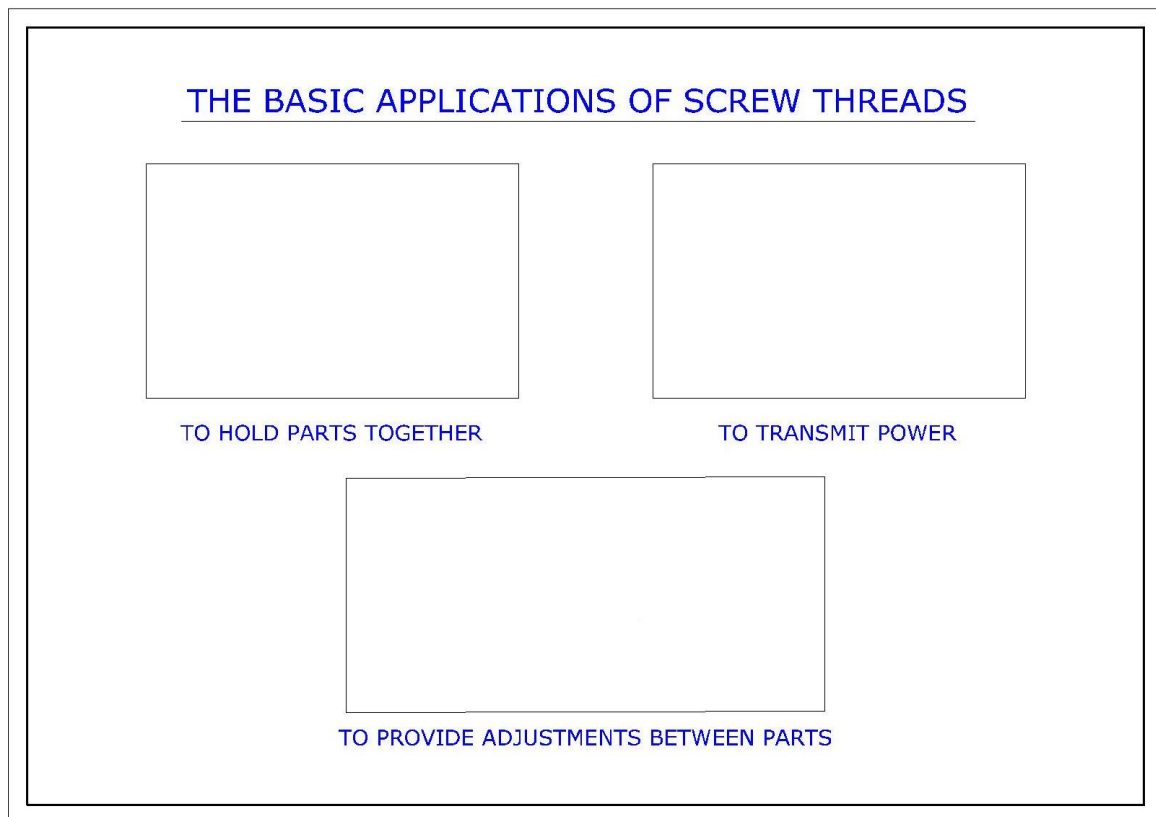 THE BASIC APPLICATIONS OF SCREW THREADS
TO HOLD PARTS TOGETHER
TO TRANSMIT POWER
TO PROVIDE ADJUSTMENTS BETWEEN PARTS